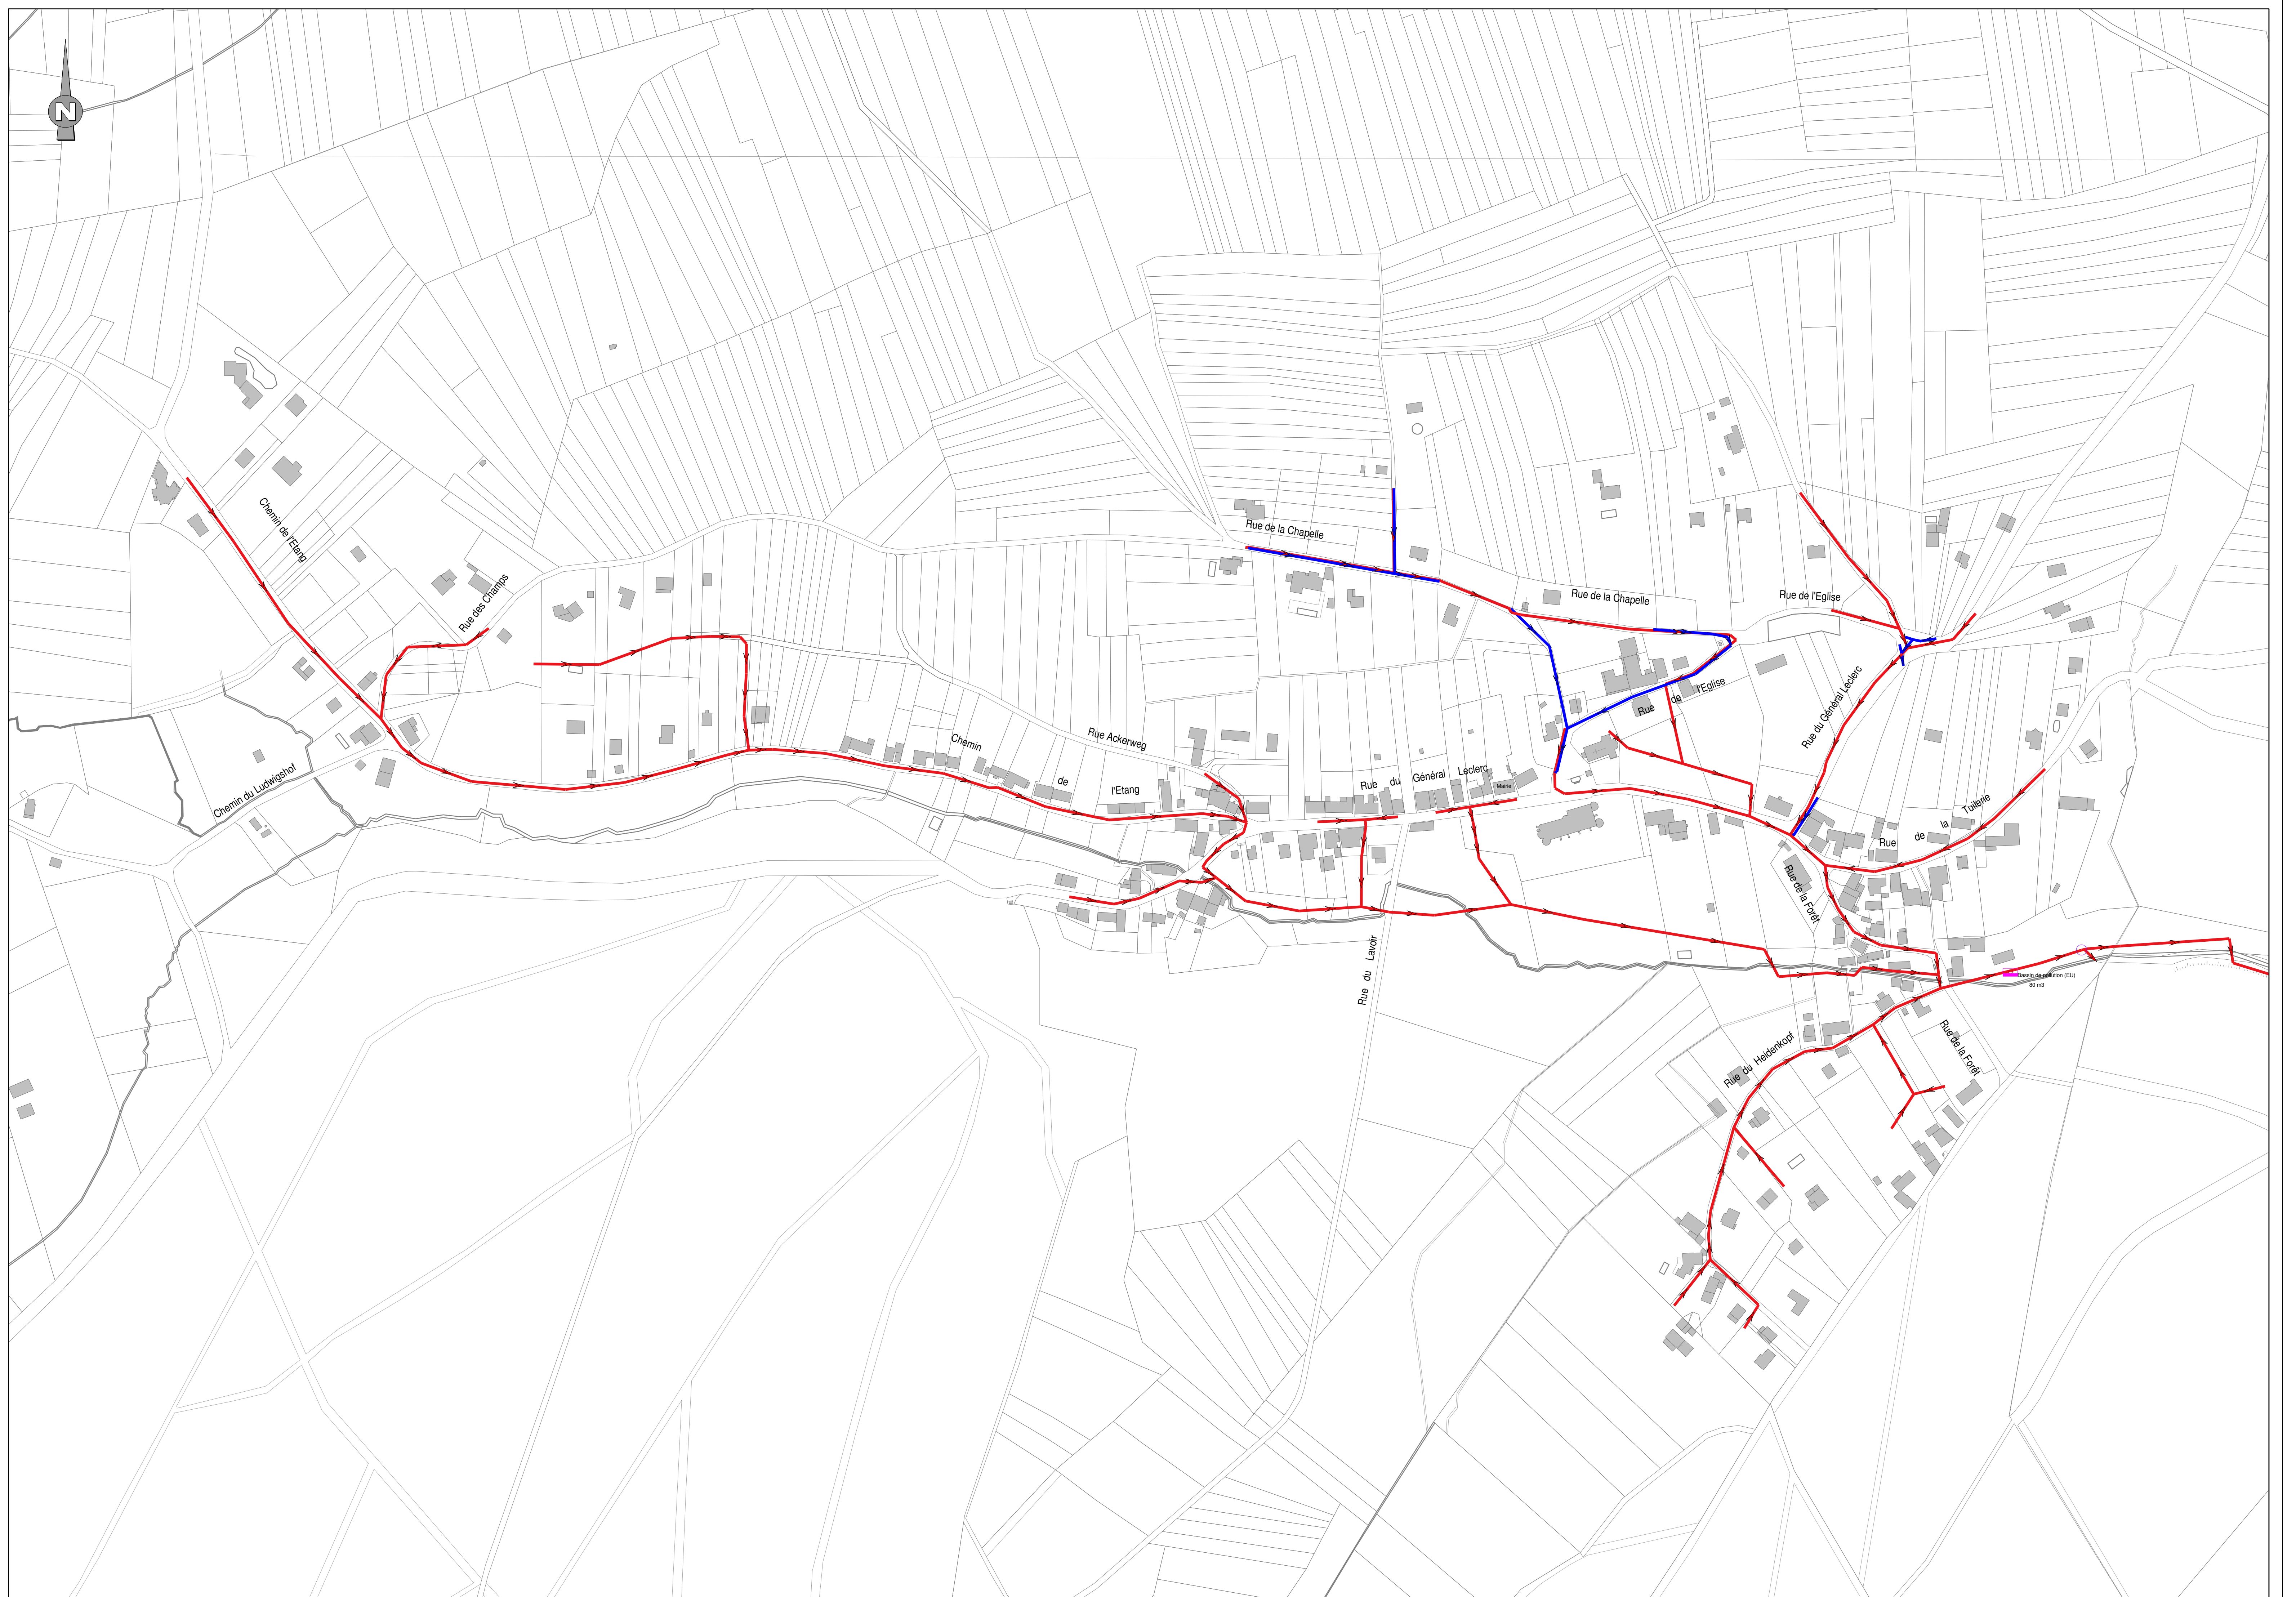 N
Chemin de l'Etang
Rue des Champs
Chemin du Ludwigshof
Rue de la Chapelle
Rue de la Chapelle
Rue de l'Eglise
Rue de l'Eglise
Rue du Général Leclerc
Rue Ackerweg
Chemin de l'Etang
Rue du Général Leclerc
Mairie
Rue de la Tuilerie
Rue de la Forêt
Rue du Lavoir
Bassin de pollution (EU)
80 m3
Rue du Heidenkopf
Rue de la Forêt